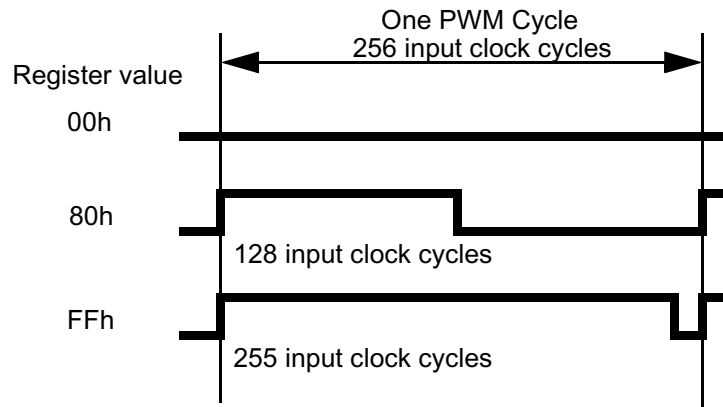 One PWM Cycle
256 input clock cycles
Register value
00h
80h
128 input clock cycles
FFh
255 input clock cycles